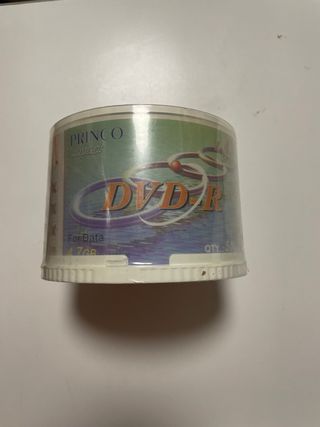 PRINCO
DVD-R
For Data
4.7GB
QTY